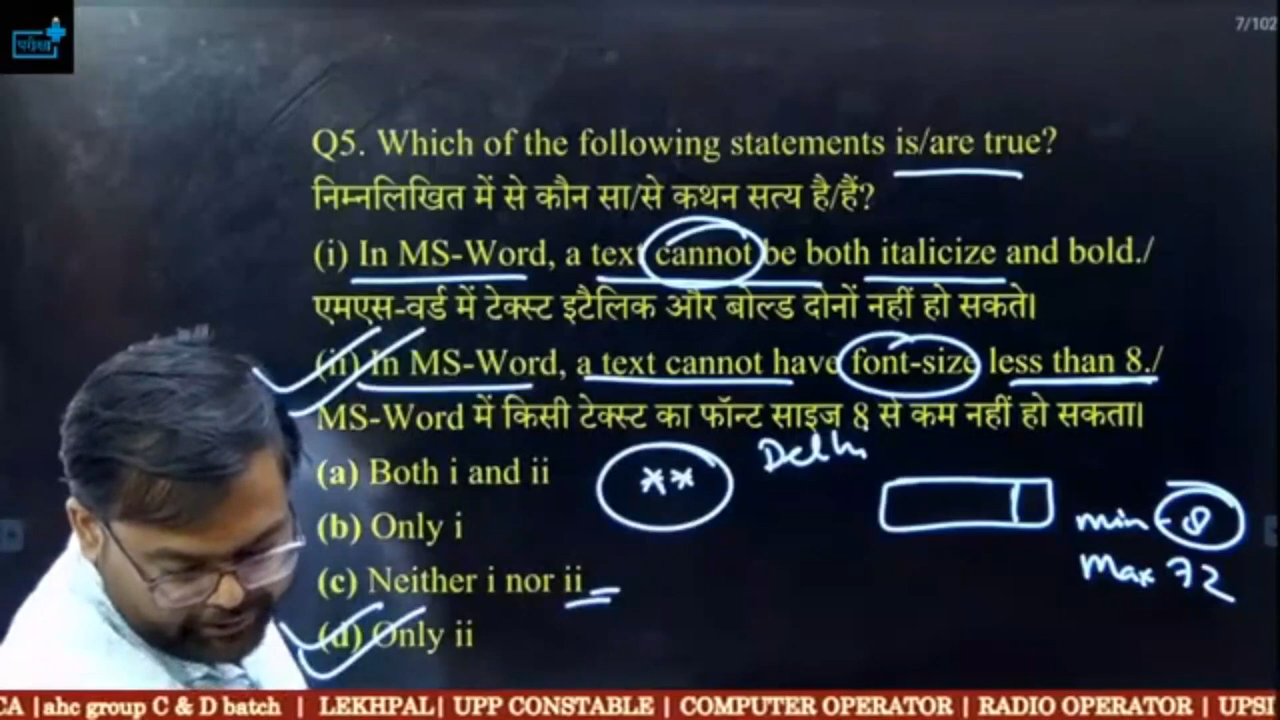 परीक्षा
7/102
Q5. Which of the following statements is/are true?
निम्नलिखित में से कौन सा/से कथन सत्य है/हैं?
(i) In MS-Word, a text cannot be both italicize and bold./
एमएस-वर्ड में टेक्स्ट इटैलिक और बोल्ड दोनों नहीं हो सकते।
(ii) In MS-Word, a text cannot have font-size less than 8./
MS-Word में किसी टेक्स्ट का फॉन्ट साइज 8 से कम नहीं हो सकता।
(a) Both i and ii
** Delhi
(b) Only i
min - 8
(c) Neither i nor ii
Max 72
(d) Only ii
CA |ahc group C & D batch | LEKHPAL| UPP CONSTABLE | COMPUTER OPERATOR | RADIO OPERATOR | UPSI